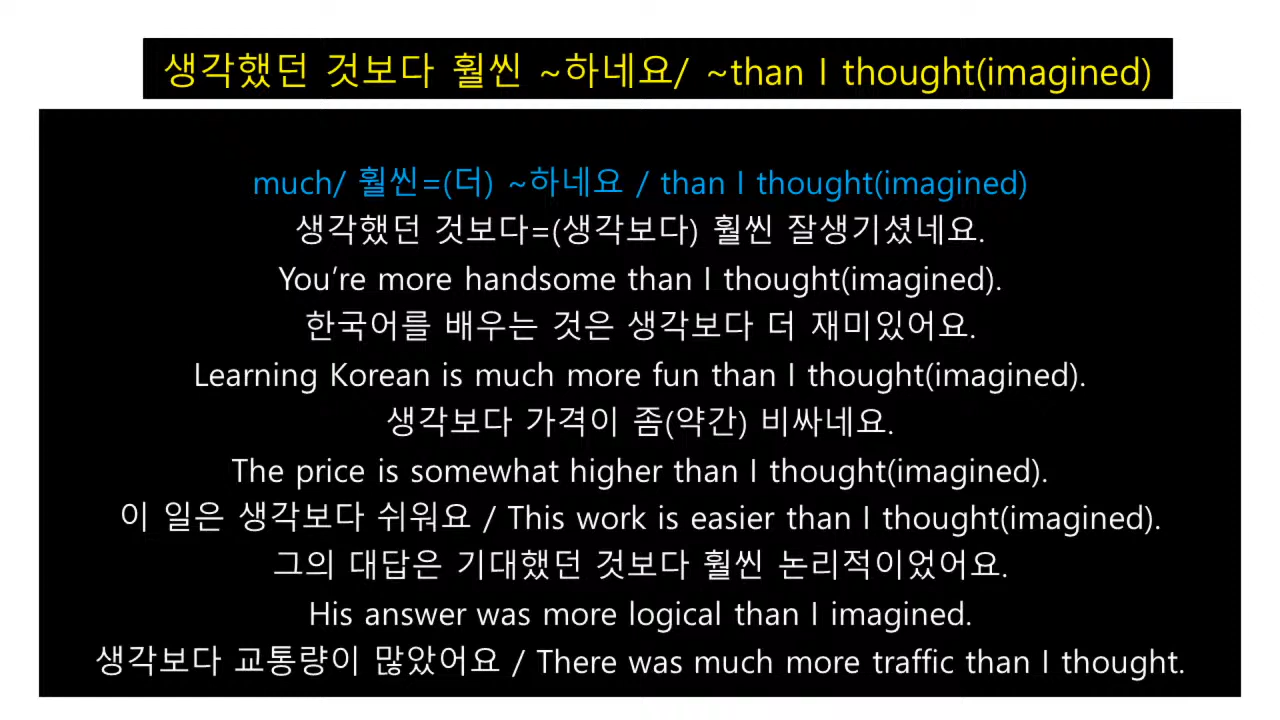 생각했던 것보다 훨씬 ~하네요/ ~than I thought(imagined)
much/ 훨씬=(더) ~하네요 / than I thought(imagined)
생각했던 것보다=(생각보다) 훨씬 잘생기셨네요.
You’re more handsome than I thought(imagined).
한국어를 배우는 것은 생각보다 더 재미있어요.
Learning Korean is much more fun than I thought(imagined).
생각보다 가격이 좀(약간) 비싸네요.
The price is somewhat higher than I thought(imagined).
이 일은 생각보다 쉬워요 / This work is easier than I thought(imagined).
그의 대답은 기대했던 것보다 훨씬 논리적이었어요.
His answer was more logical than I imagined.
생각보다 교통량이 많았어요 / There was much more traffic than I thought.